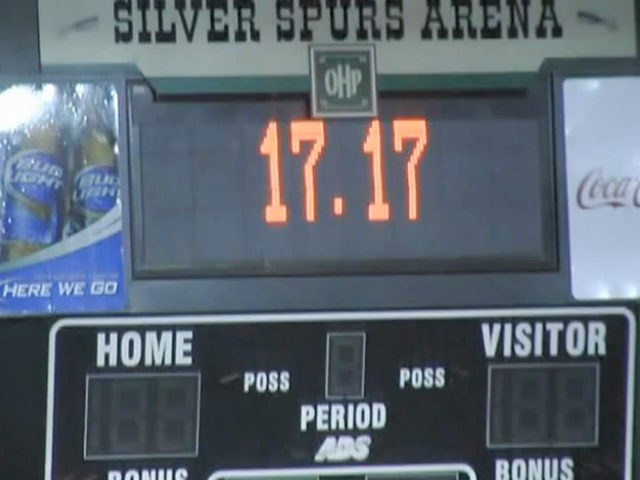 SILVER SPURS ARENA
OHP
17.17
BUD
LIGHT
BUD
LIGHT
HERE WE GO
Coca
HOME
VISITOR
POSS
POSS
PERIOD
ADS
BONUS
BONUS